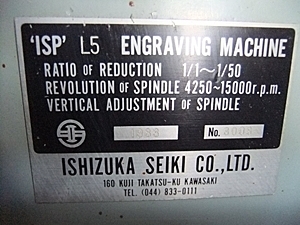 'ISP' L5 ENGRAVING MACHINE
RATIO OF REDUCTION 1/1～1/50
REVOLUTION OF SPINDLE 4250～15000r.p.m.
VERTICAL ADJUSTMENT OF SPINDLE
No.
ISHIZUKA SEIKI CO.,LTD.
160 KUJI TAKATSU-KU KAWASAKI
TEL. (044) 833-0111